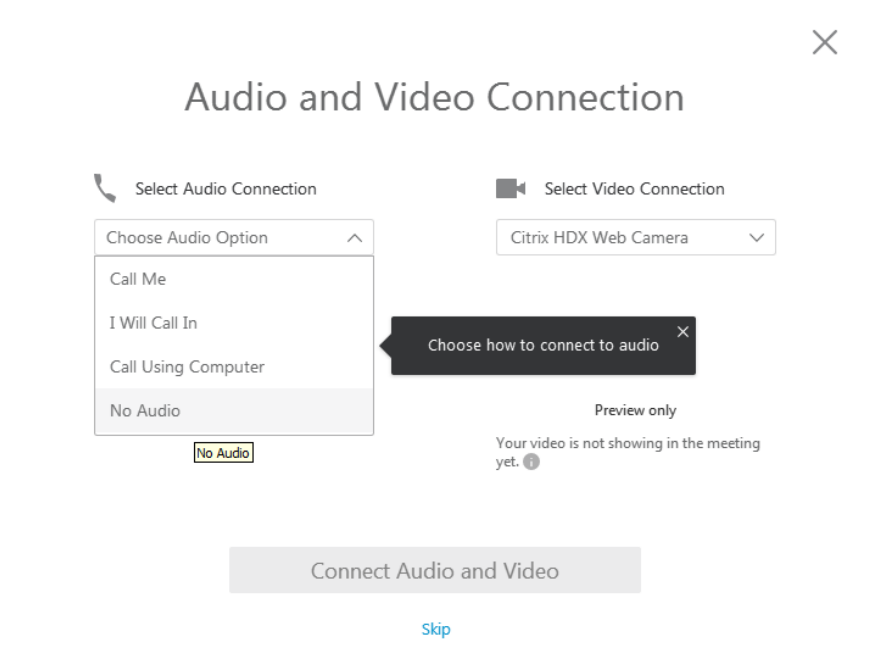 Audio and Video Connection
Select Audio Connection
Choose Audio Option
Call Me
I Will Call In
Call Using Computer
No Audio
No Audio
Choose how to connect to audio
Select Video Connection
Citrix HDX Web Camera
Preview only
Your video is not showing in the meeting
yet.
Connect Audio and Video
Skip